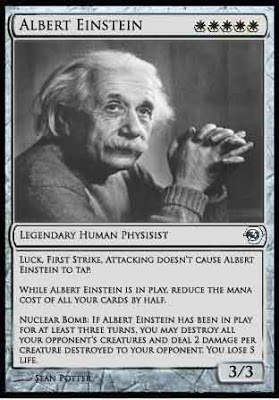 ALBERT EINSTEIN
LEGENDARY HUMAN PHYSISIST
LUCK, FIRST STRIKE, ATTACKING DOESN'T CAUSE ALBERT
EINSTEIN TO TAP.
WHILE ALBERT EINSTEIN IS IN PLAY, REDUCE THE MANA
COST OF ALL YOUR CARDS BY HALF.
NUCLEAR BOMB: IF ALBERT EINSTEIN HAS BEEN IN PLAY
FOR AT LEAST THREE TURNS, YOU MAY DESTROY ALL
YOUR OPPONENT'S CREATURES AND DEAL 2 DAMAGE PER
CREATURE DESTROYED TO YOUR OPPONENT. YOU LOSE 5
LIFE.
SEAN POTTER
3/3